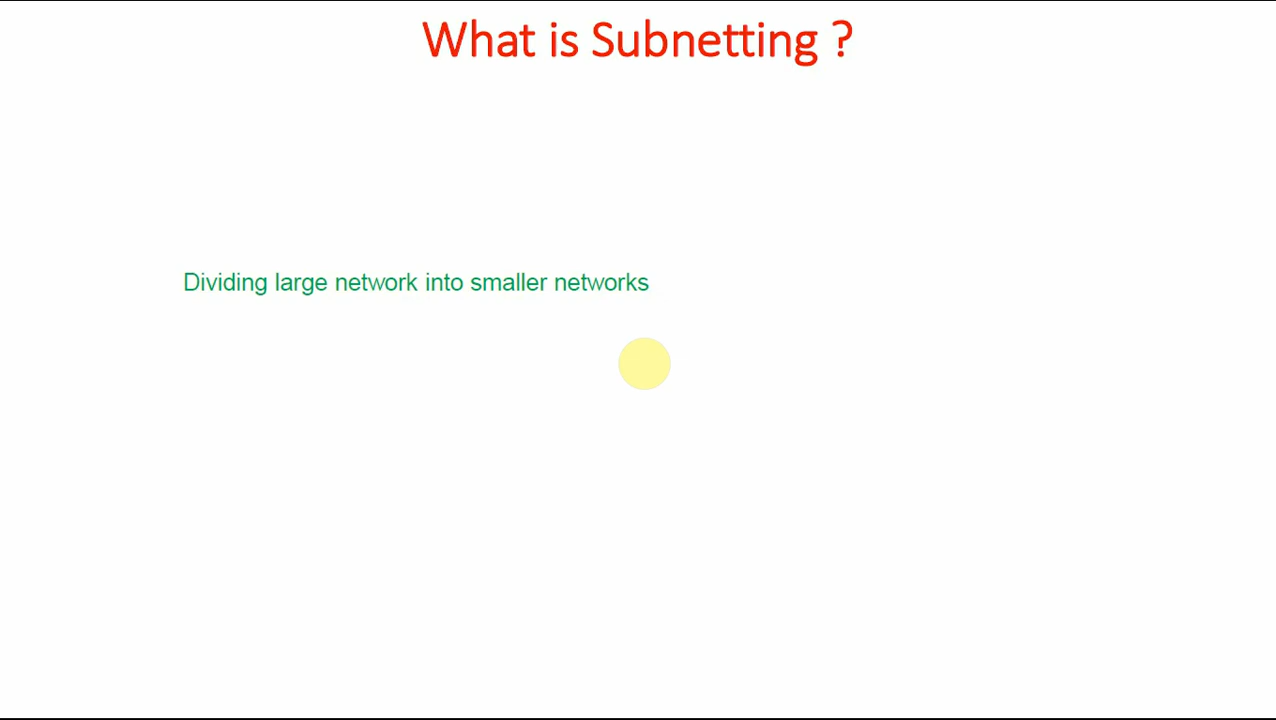 What is Subnetting ?
Dividing large network into smaller networks